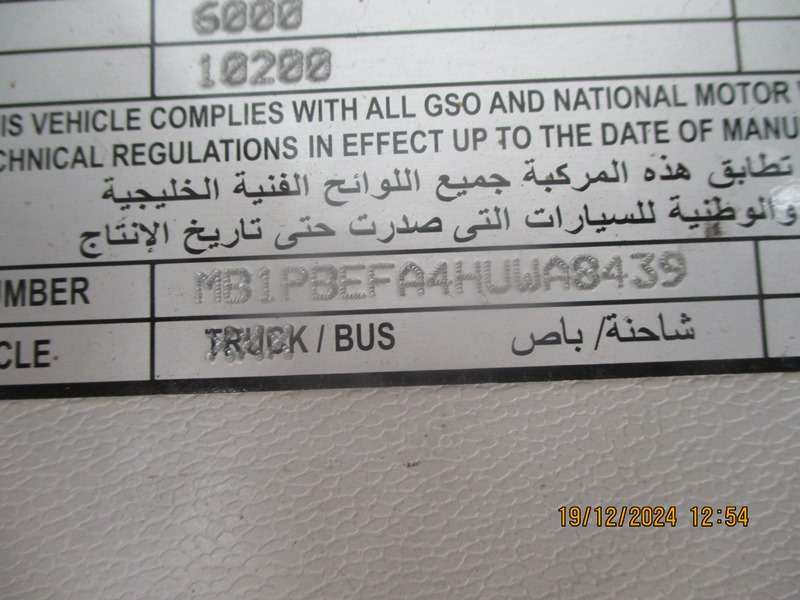 6000
10200
IS VEHICLE COMPLIES WITH ALL GSO AND NATIONAL MOTOR V
CHNICAL REGULATIONS IN EFFECT UP TO THE DATE OF MANU
تطابق هذه المركبة جميع اللوائح الفنية الخليجية
والوطنية للسيارات التى صدرت حتى تاريخ الإنتاج
UMBER MB1PBEFFA4HUWA8439
CLE TRUCK / BUS شاحنة/ باص
19/12/2024 12:54